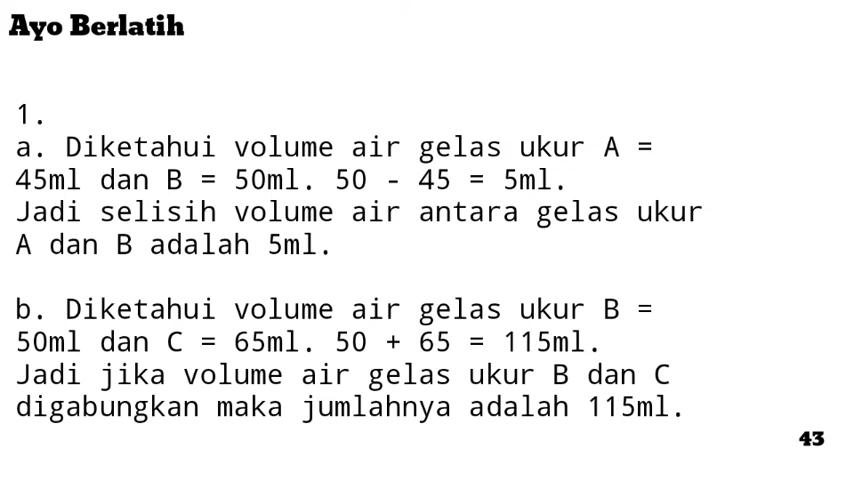 Ayo Berlatih
1.
a. Diketahui volume air gelas ukur A =
45ml dan B = 50ml. 50 - 45 = 5ml.
Jadi selisih volume air antara gelas ukur
A dan B adalah 5ml.
b. Diketahui volume air gelas ukur B =
50ml dan C = 65ml. 50 + 65 = 115ml.
Jadi jika volume air gelas ukur B dan C
digabungkan maka jumlahnya adalah 115ml.
43